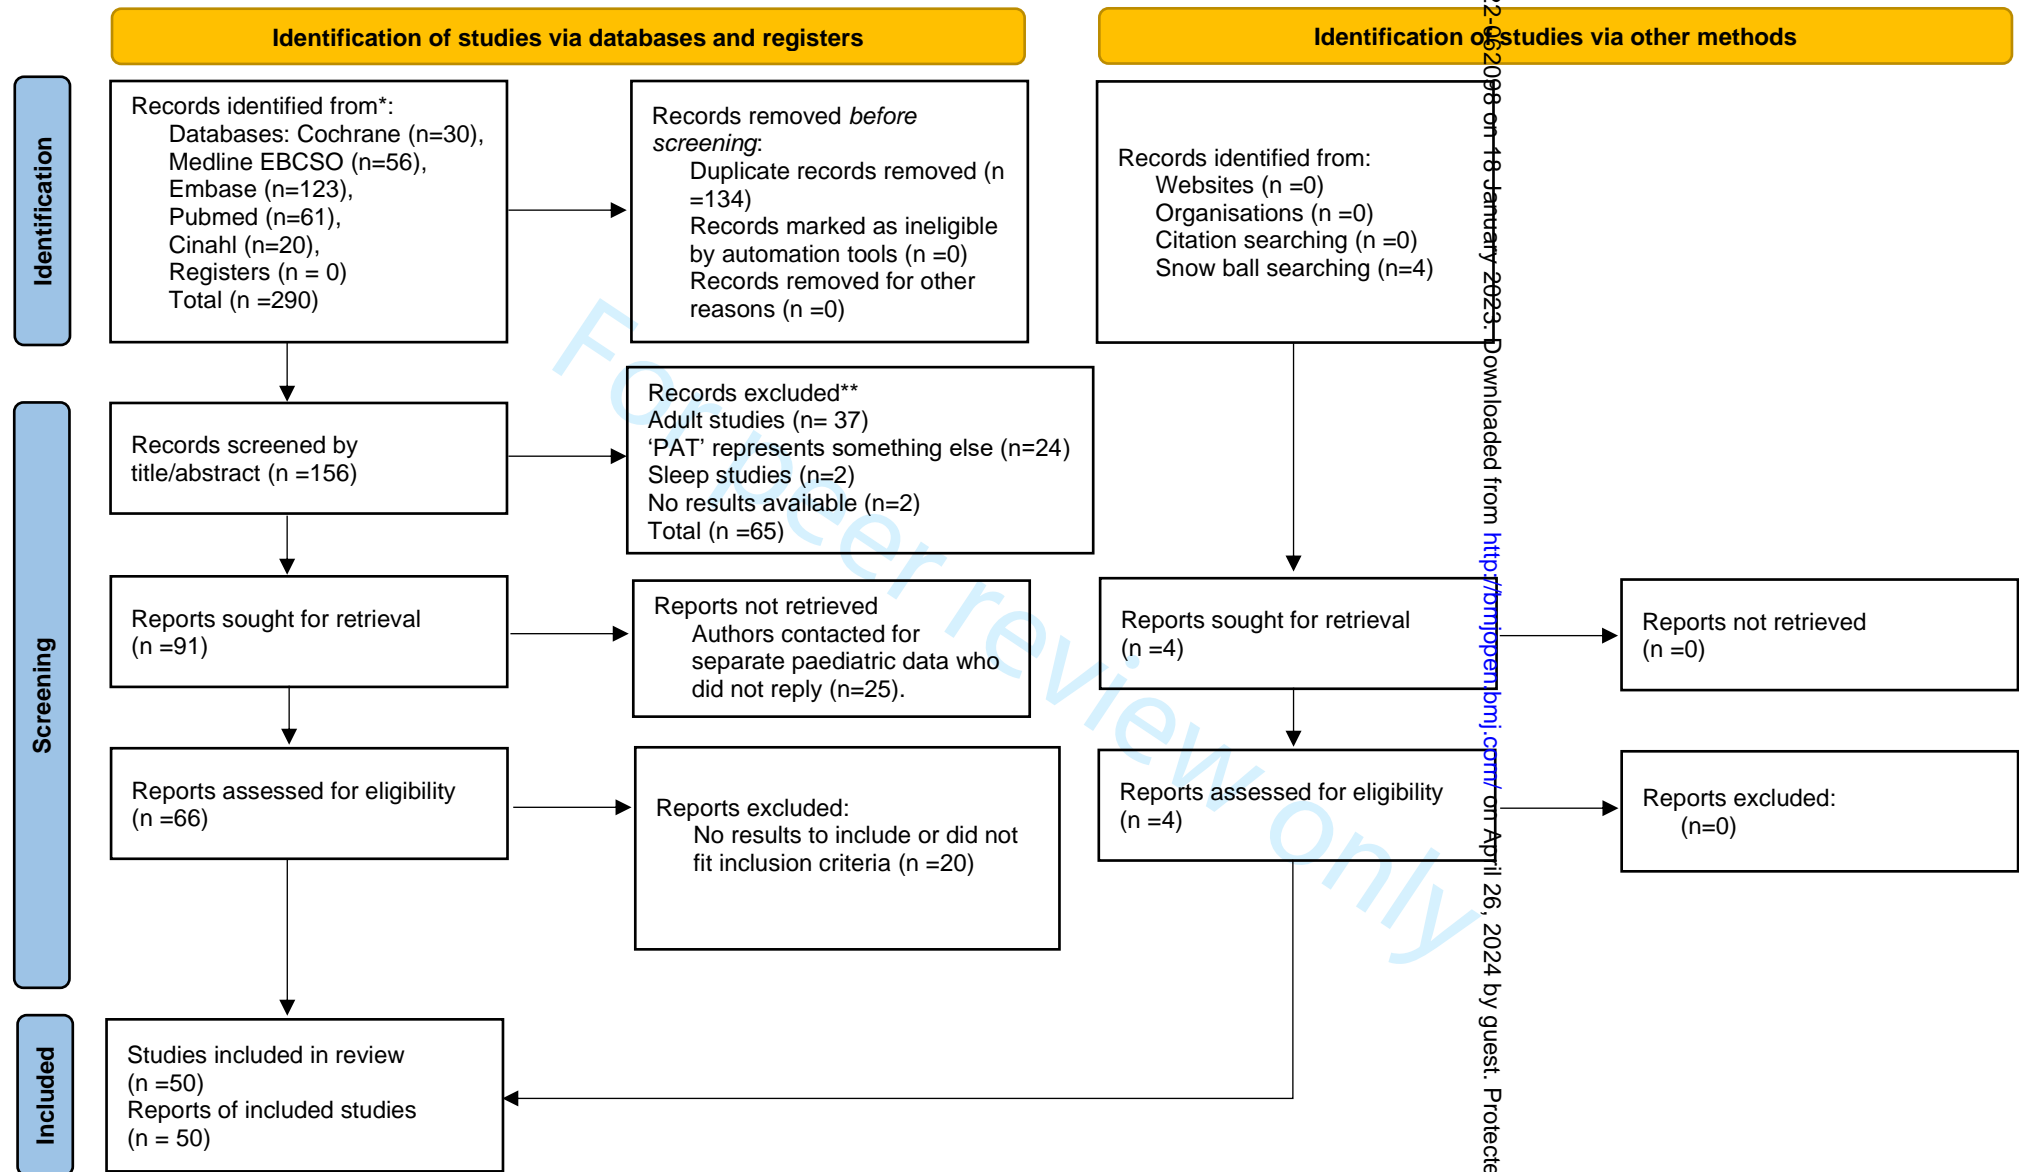 Identification of studies via databases and registers
Identification of studies via other methods
Identification
Records identified from*:
Databases: Cochrane (n=30),
Medline EBCSO (n=56),
Embase (n=123),
Pubmed (n=61),
Cinahl (n=20),
Registers (n = 0)
Total (n =290)
Records removed before
screening:
Duplicate records removed (n
=134)
Records marked as ineligible
by automation tools (n =0)
Records removed for other
reasons (n =0)
Records identified from:
Websites (n =0)
Organisations (n =0)
Citation searching (n =0)
Snow ball searching (n=4)
Screening
Records screened by
title/abstract (n =156)
Records excluded**
Adult studies (n= 37)
‘PAT’ represents something else (n=24)
Sleep studies (n=2)
No results available (n=2)
Total (n =65)
Reports sought for retrieval
(n =91)
Reports not retrieved
Authors contacted for
separate paediatric data who
did not reply (n=25).
Reports sought for retrieval
(n =4)
Reports not retrieved
(n =0)
Reports assessed for eligibility
(n =66)
Reports excluded:
No results to include or did not
fit inclusion criteria (n =20)
Reports assessed for eligibility
(n =4)
Reports excluded:
(n=0)
Included
Studies included in review
(n =50)
Reports of included studies
(n = 50)
For peer review only
22-062098 on 18 January 2023. Downloaded from http://bmjopen.bmj.com/ on April 26, 2024 by guest. Protecte